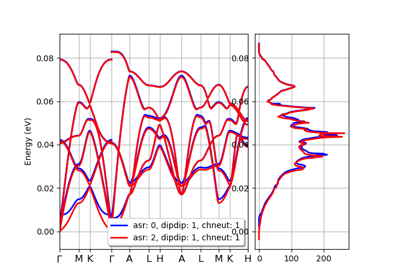 Energy (eV)
0.08
0.06
0.04
0.02
0.00
Γ M K Γ A L H A L M K H
asr: 0, dipdip: 1, chneut: 1
asr: 2, dipdip: 1, chneut: 1
0.08
0.06
0.04
0.02
0.00
0 100 200